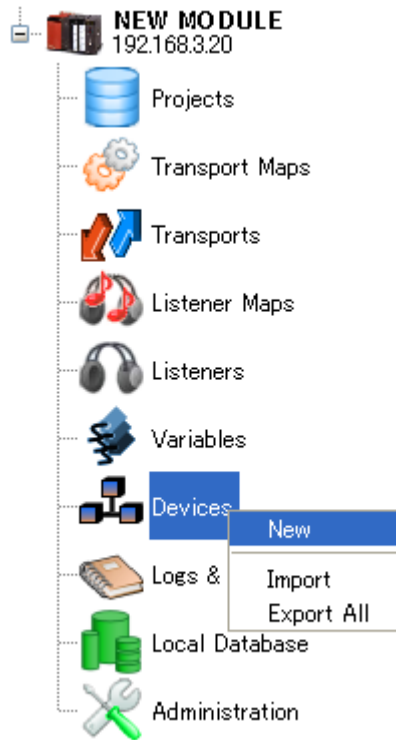 NEW MODULE
192.168.3.20
Projects
Transport Maps
Transports
Listener Maps
Listeners
Variables
Devices
New
Logs &
Import
Export All
Local Database
Administration